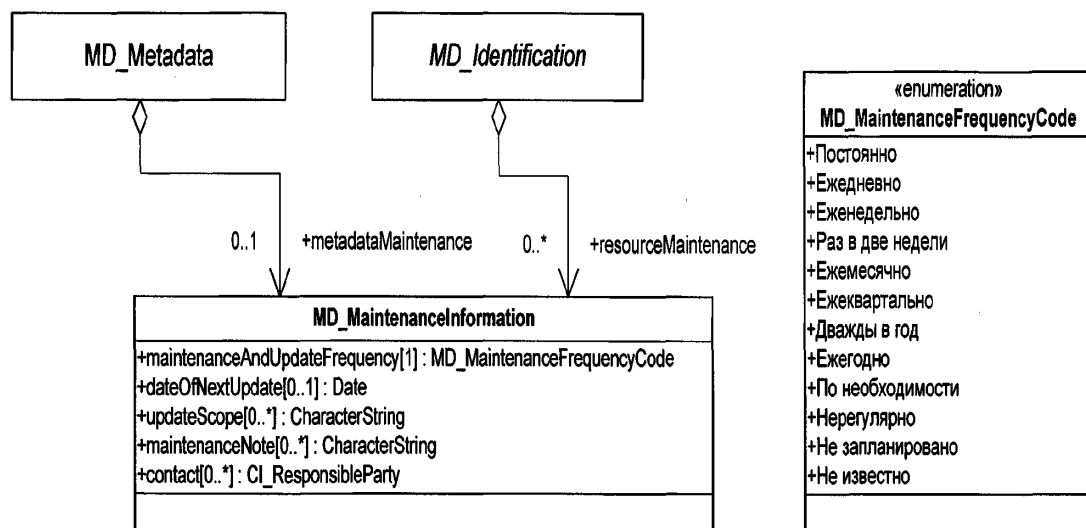 MD_Metadata
MD_Identification
0..1
+metadataMaintenance
0..*
+resourceMaintenance
MD_MaintenanceInformation
+maintenanceAndUpdateFrequency[1] : MD_MaintenanceFrequencyCode
+dateOfNextUpdate[0..1] : Date
+updateScope[0..*] : CharacterString
+maintenanceNote[0..*] : CharacterString
+contact[0..*] : CI_ResponsibleParty
«enumeration»
MD_MaintenanceFrequencyCode
+Постоянно
+Ежедневно
+Еженедельно
+Раз в две недели
+Ежемесячно
+Ежеквартально
+Дважды в год
+Ежегодно
+По необходимости
+Нерегулярно
+Не запланировано
+Не известно